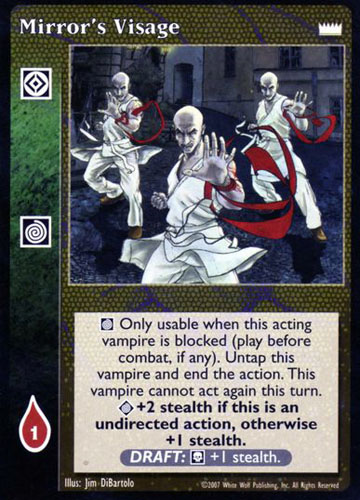 Mirror's Visage
Only usable when this acting
vampire is blocked (play before
combat, if any). Untap this
vampire and end the action. This
vampire cannot act again this turn.
+2 stealth if this is an
undirected action, otherwise
+1 stealth.
DRAFT: +1 stealth.
1
Illus: Jim DiBartolo
©2007 White Wolf Publishing, Inc. All Rights Reserved.